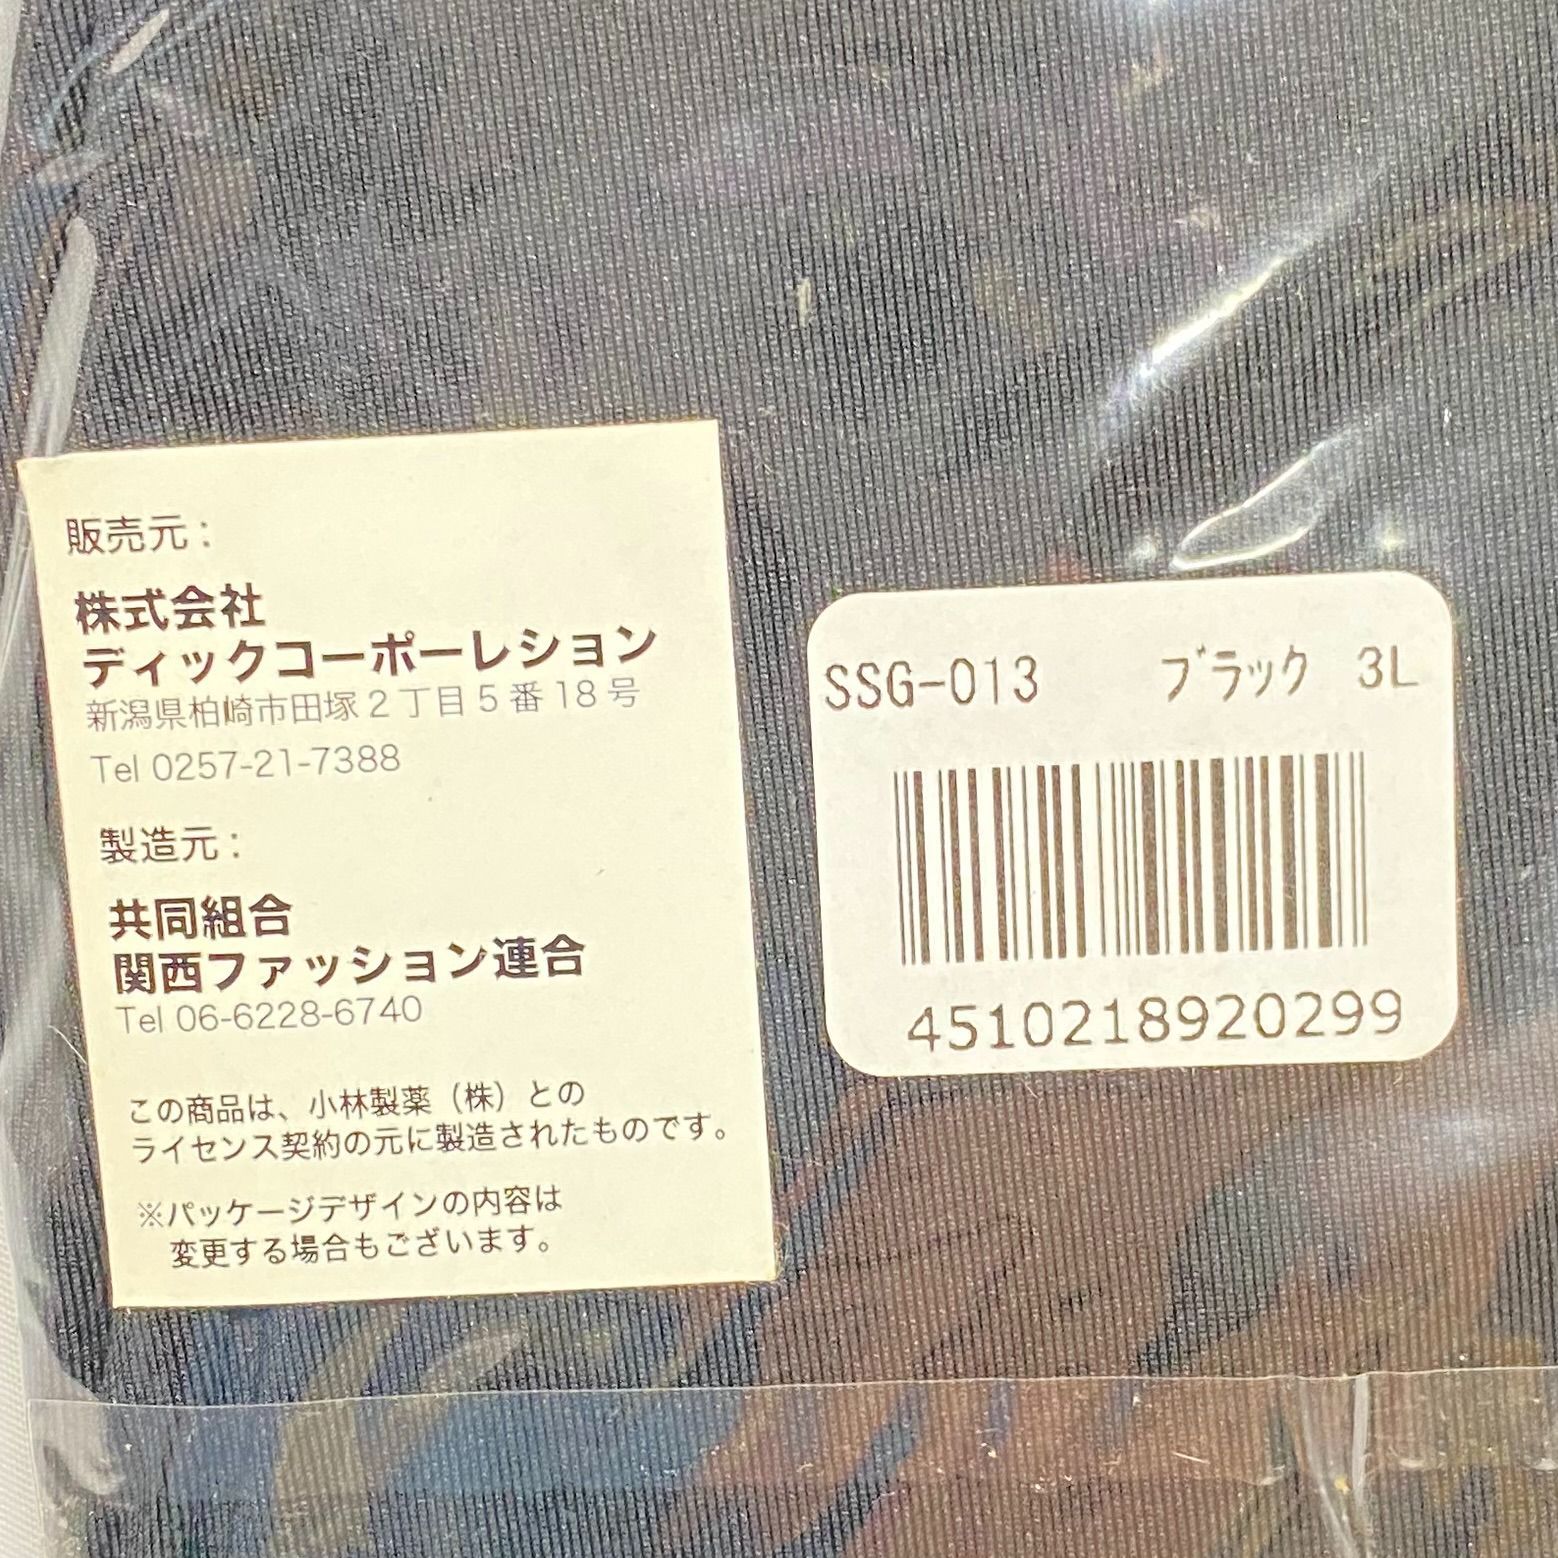 販売元：
株式会社
ディックコーポーレション
新潟県柏崎市田塚2丁目5番18号
Tel 0257-21-7388
製造元：
共同組合
関西ファッション連合
Tel 06-6228-6740
この商品は、小林製薬（株）との
ライセンス契約の元に製造されたものです。
※パッケージデザインの内容は
変更する場合もございます。
SSG-013 ブラック 3L
4510218920299